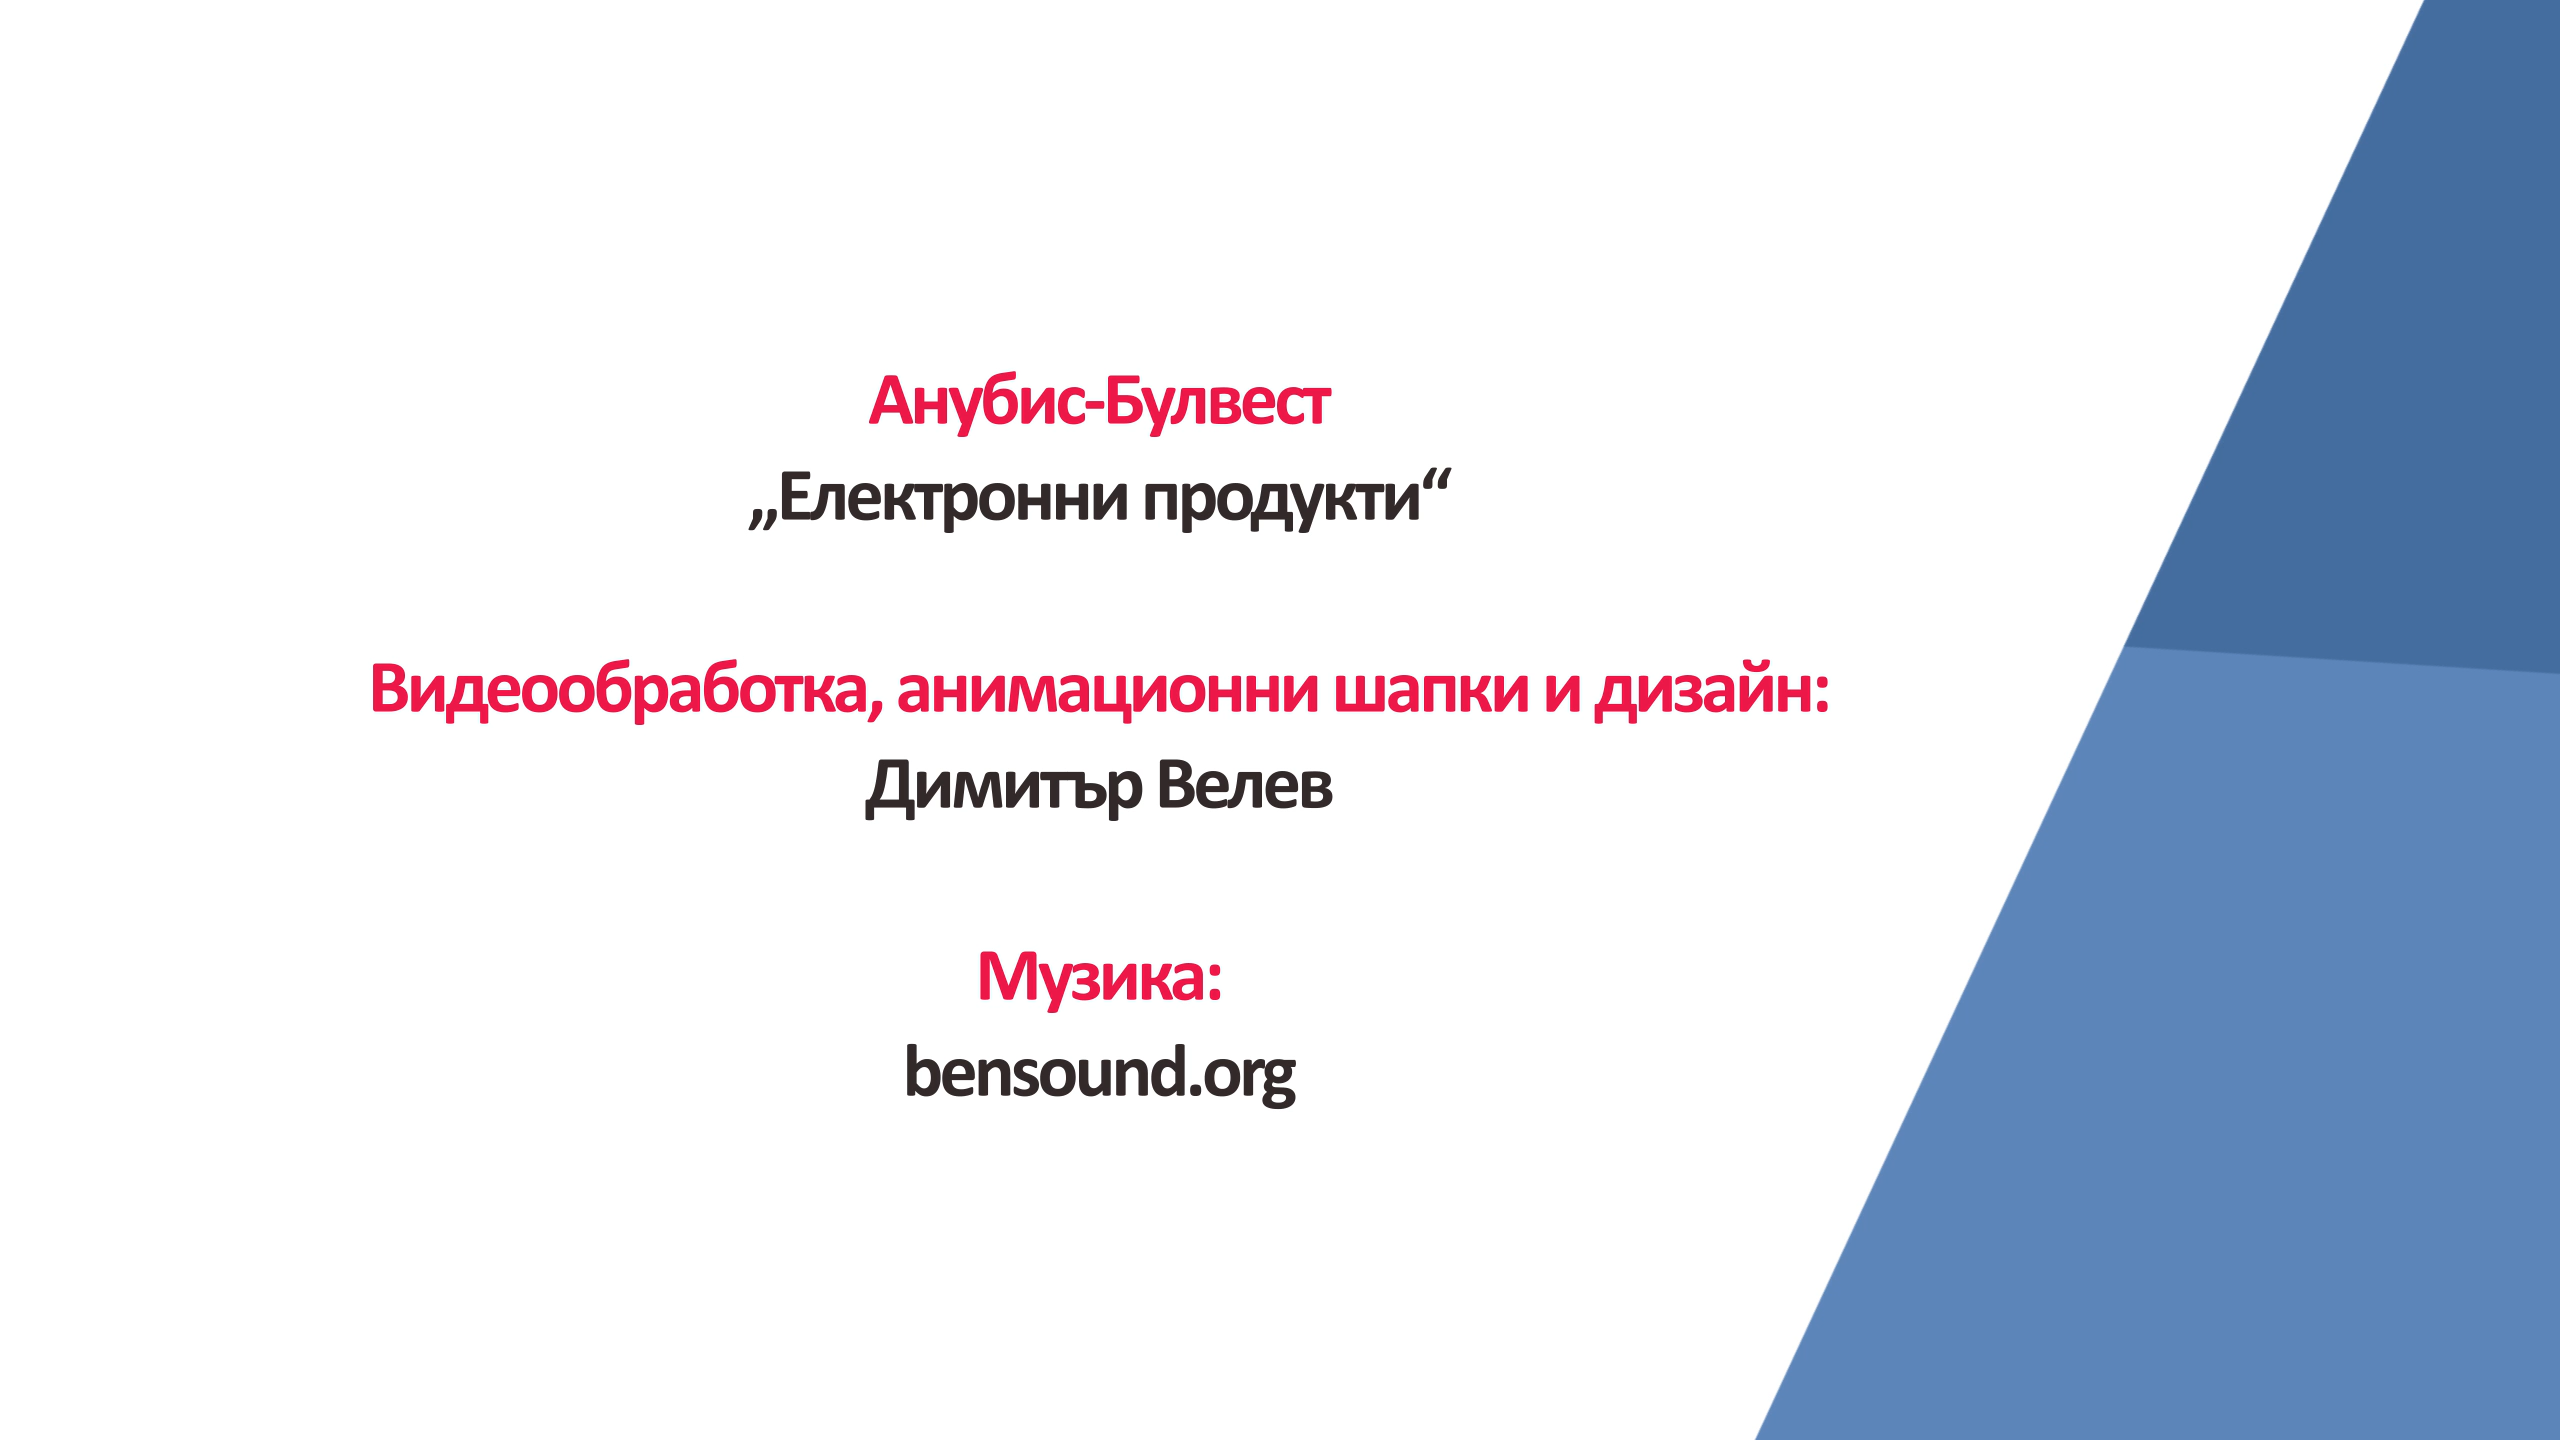 Анубис-Булвест
„Електронни продукти“
Видеообработка, анимационни шапки и дизайн:
Димитър Велев
Музика:
bensound.org